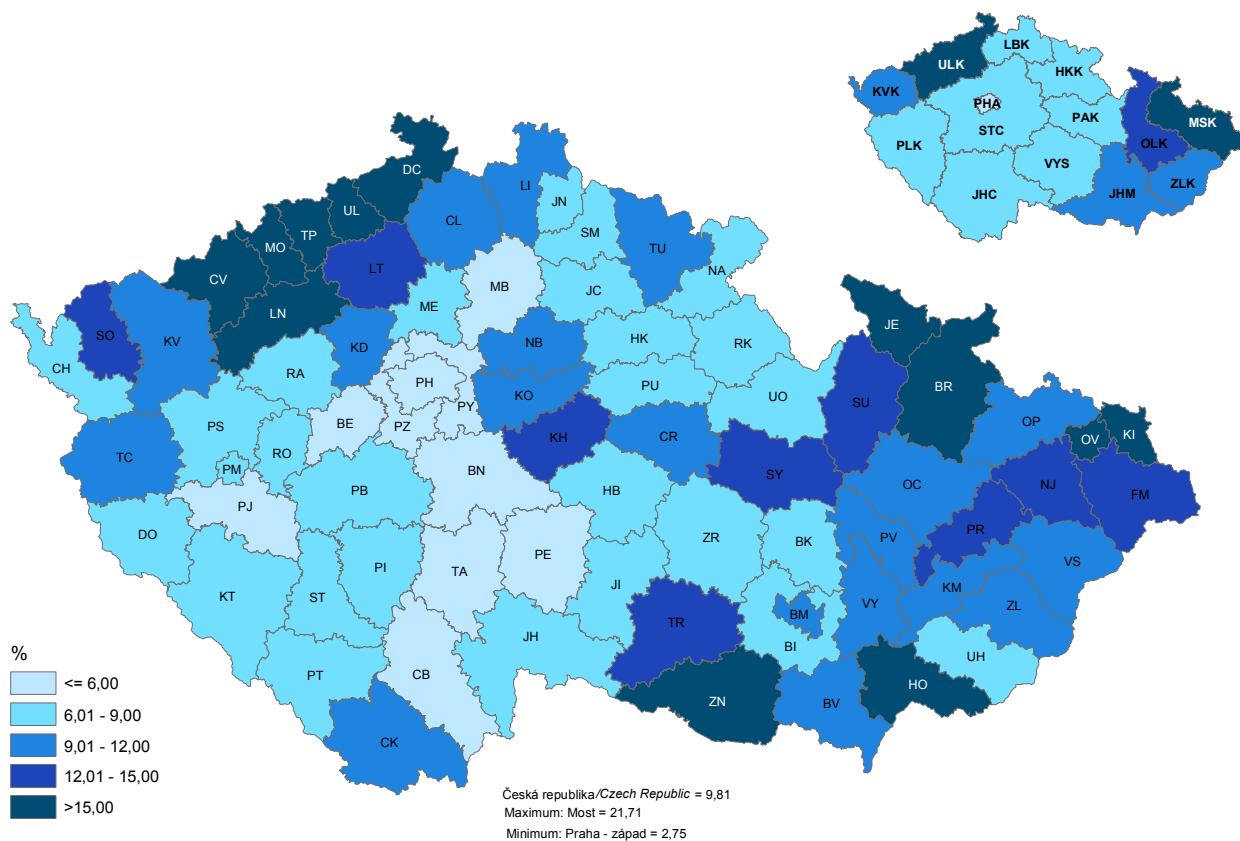 LBK
ULK
HKK
KVK
PHA
PAK
STC
MSK
PLK
OLK
VYS
JHC
JHM
ZLK
DC
LI
JN
UL
CL
SM
TP
TU
MO
LT
NA
CV
MB
JC
ME
LN
JE
SO
KV
KD
NB
HK
RK
CH
RA
PH
PU
BR
KO
UO
SU
PS
BE
PZ
PY
OP
KI
OV
TC
RO
KH
CR
PM
BN
SY
OC
NJ
FM
PB
HB
PJ
PR
DO
ZR
BK
PV
VS
PE
PI
TA
JI
KT
ST
KM
VY
ZL
BM
TR
JH
BI
UH
PT
CB
HO
ZN
BV
CK
%
<= 6,00
6,01 - 9,00
9,01 - 12,00
12,01 - 15,00
>15,00
Česká republika/Czech Republic = 9,81
Maximum: Most = 21,71
Minimum: Praha - západ = 2,75